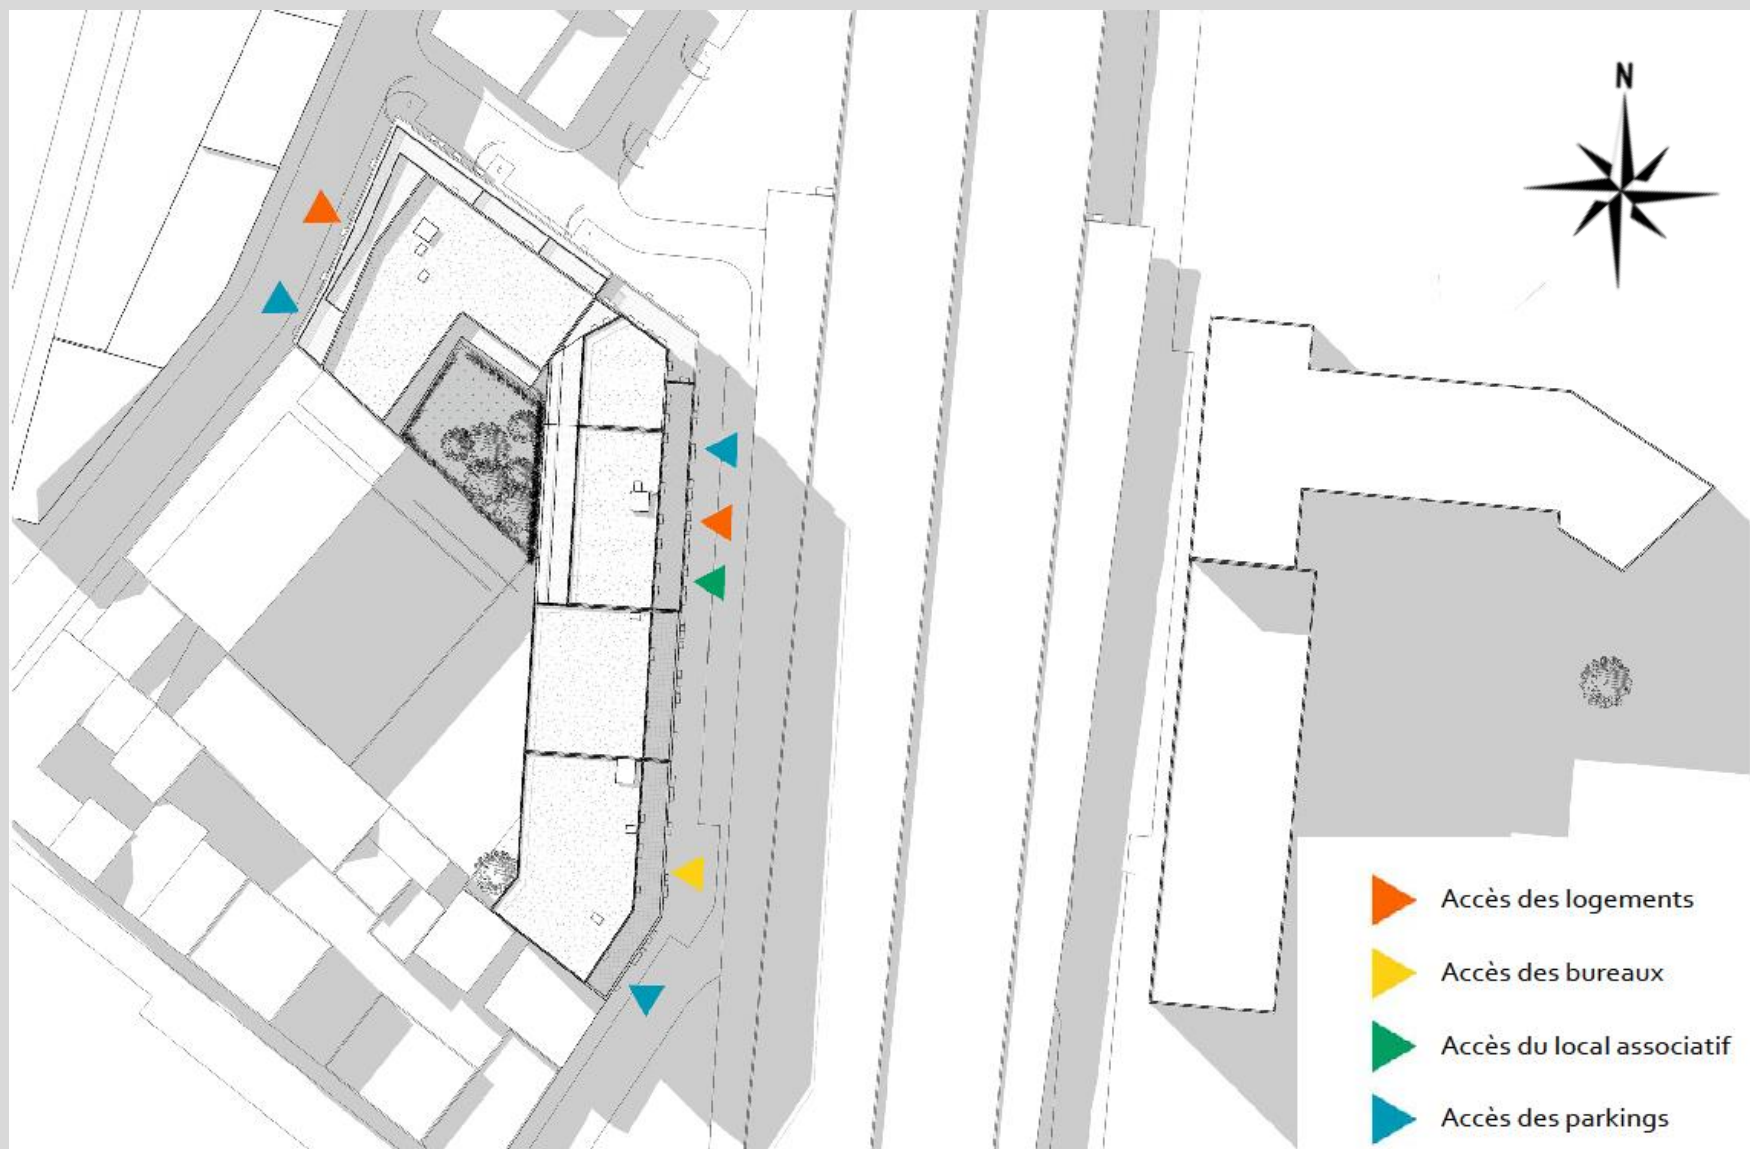 N
Accès des logements
Accès des bureaux
Accès du local associatif
Accès des parkings